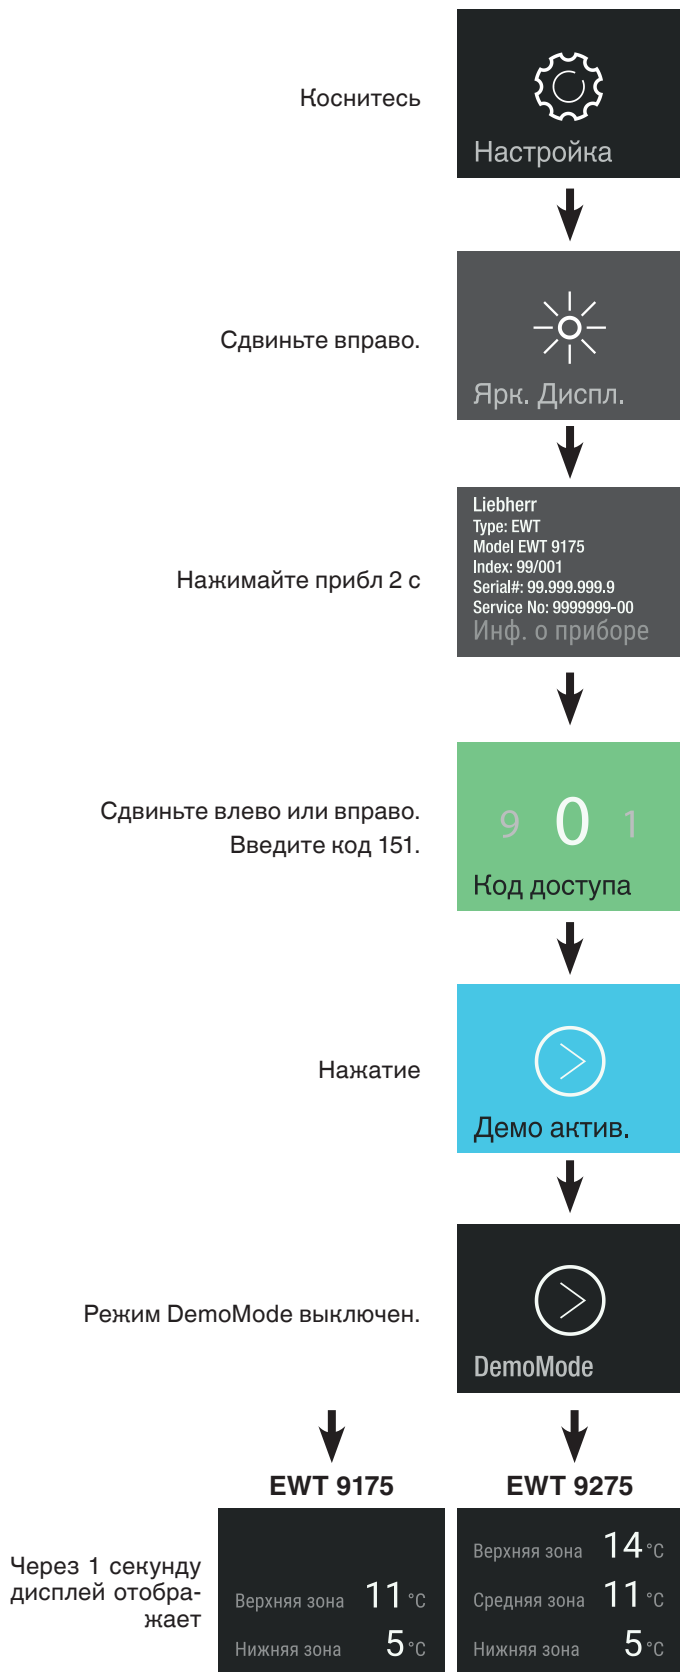 Коснитесь
Настройка
Сдвиньте вправо.
Ярк. Диспл.
Liebherr
Type: EWT
Model EWT 9175
Index: 99/001
Serial#: 99.999.999.9
Service No: 9999999-00
Инф. о приборе
Нажимайте прибл 2 с
Сдвиньте влево или вправо.
Введите код 151.
9 0 1
Код доступа
Нажатие
Демо актив.
Режим DemoMode выключен.
DemoMode
EWT 9175
EWT 9275
Через 1 секунду
дисплей отобра-
жает
Верхняя зона 11 °C
Нижняя зона 5 °C
Верхняя зона 14 °C
Средняя зона 11 °C
Нижняя зона 5 °C